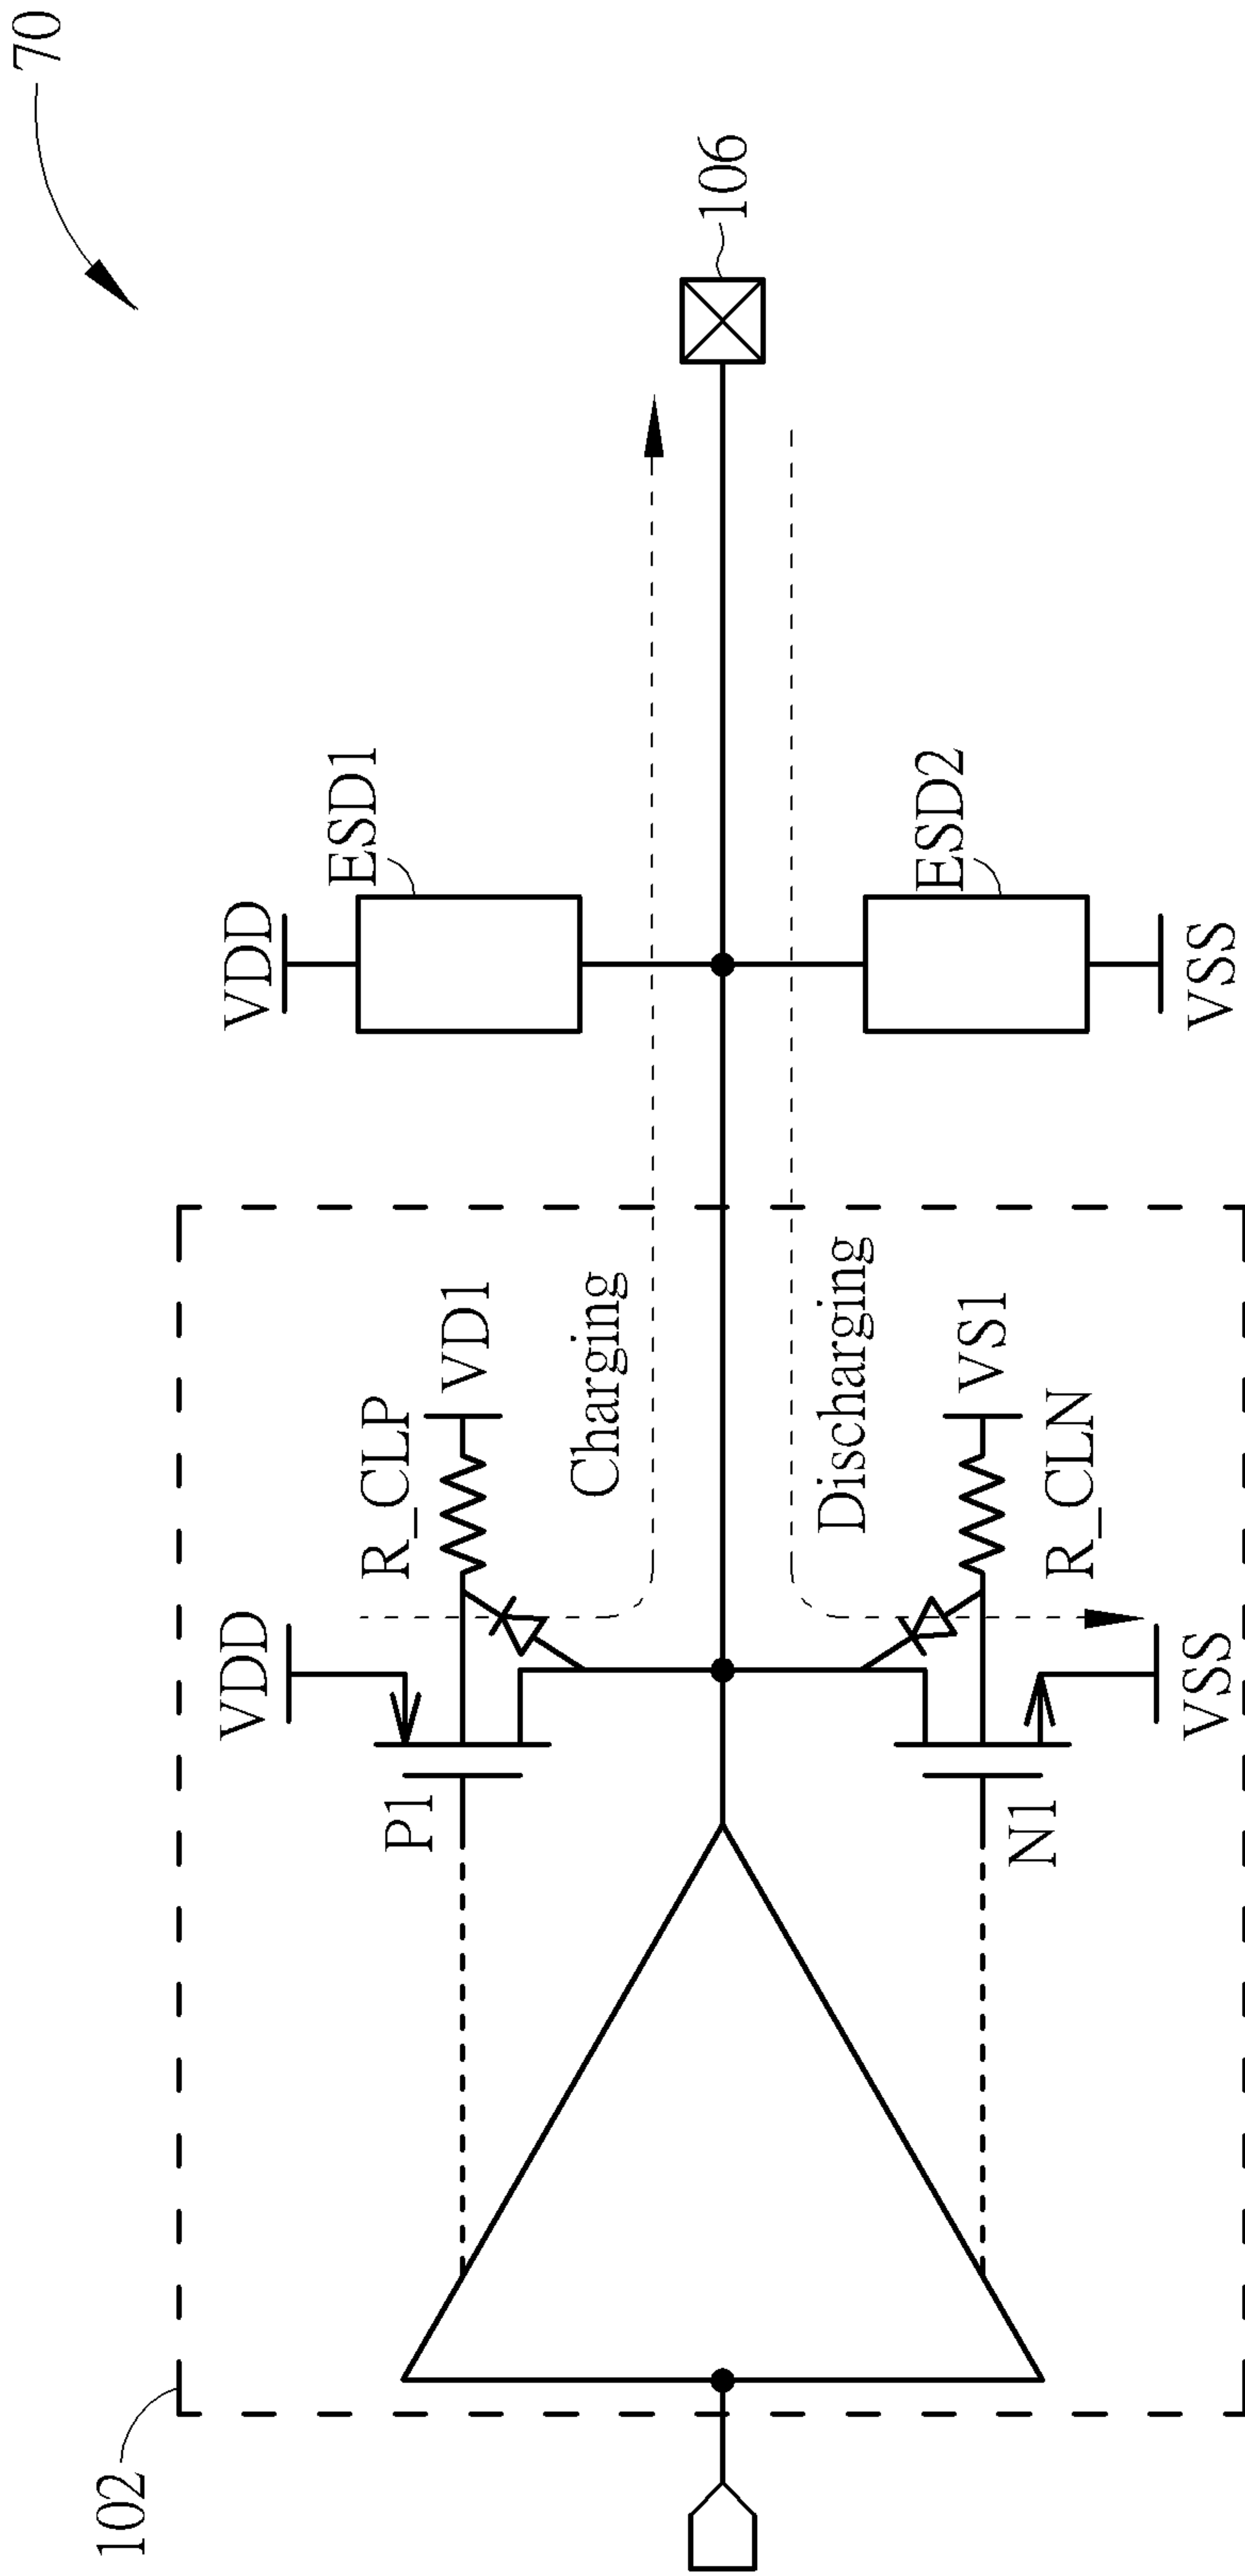 70
102
VDD
VDD
ESD1
P1
R_CLP
VD1
Charging
106
Discharging
N1
R_CLN
VS1
ESD2
VSS
VSS